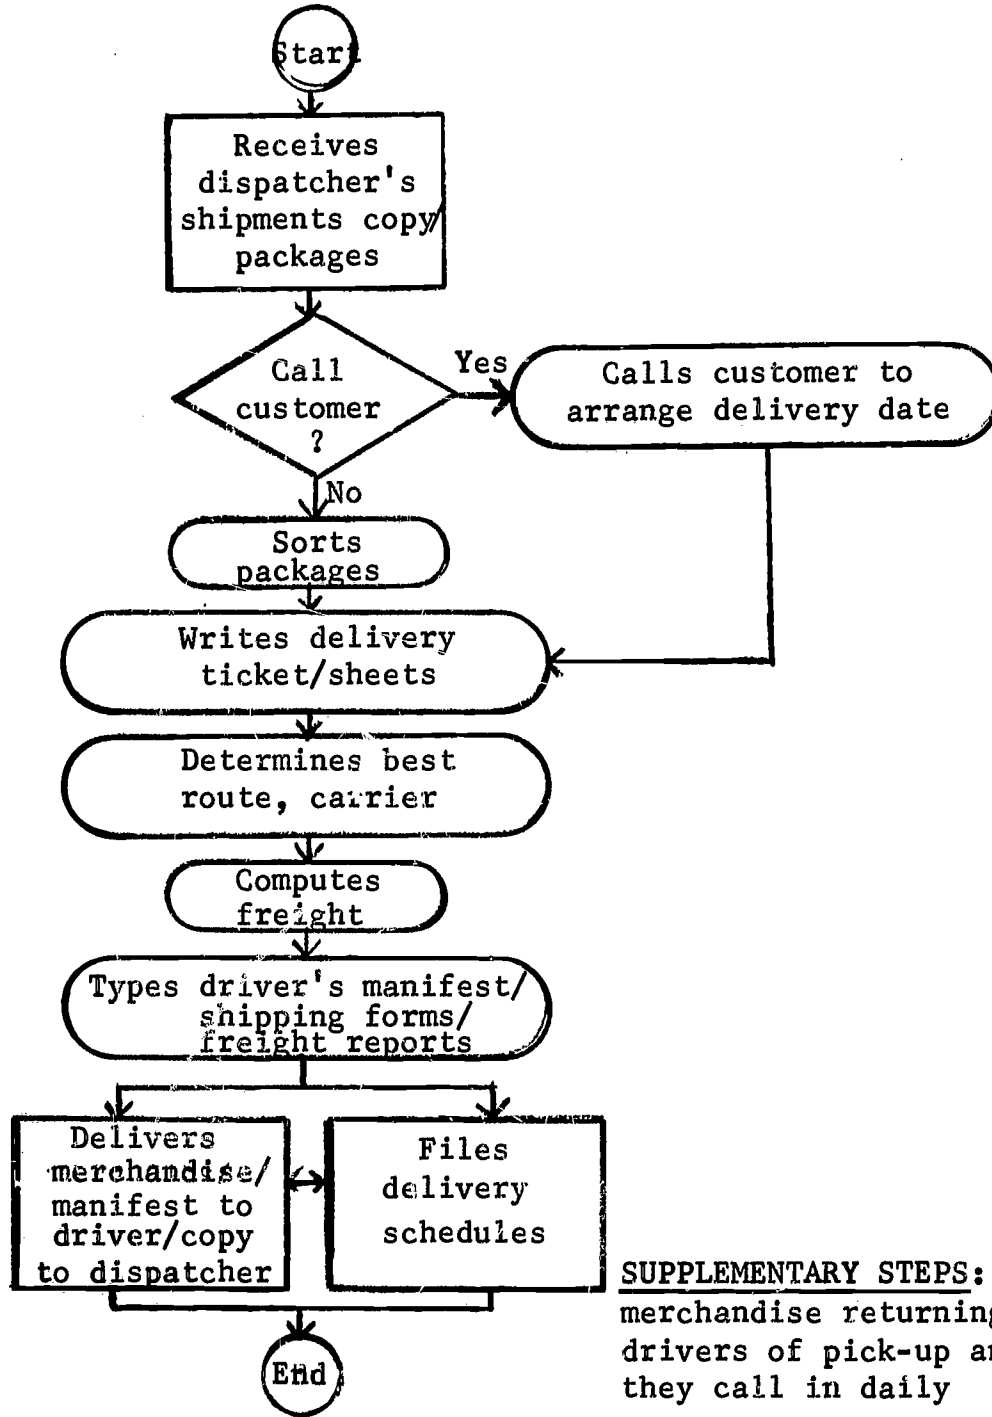 Start
Receives
dispatcher's
shipments copy/
packages
Call
customer
?
Yes
Calls customer to
arrange delivery date
No
Sorts
packages
Writes delivery
ticket/sheets
Determines best
route, carrier
Computes
freight
Types driver's manifest/
shipping forms/
freight reports
Delivers
merchandise/
manifest to
driver/copy
to dispatcher
Files
delivery
schedules
End
SUPPLEMENTARY STEPS:
merchandise returning
drivers of pick-up
they call in daily